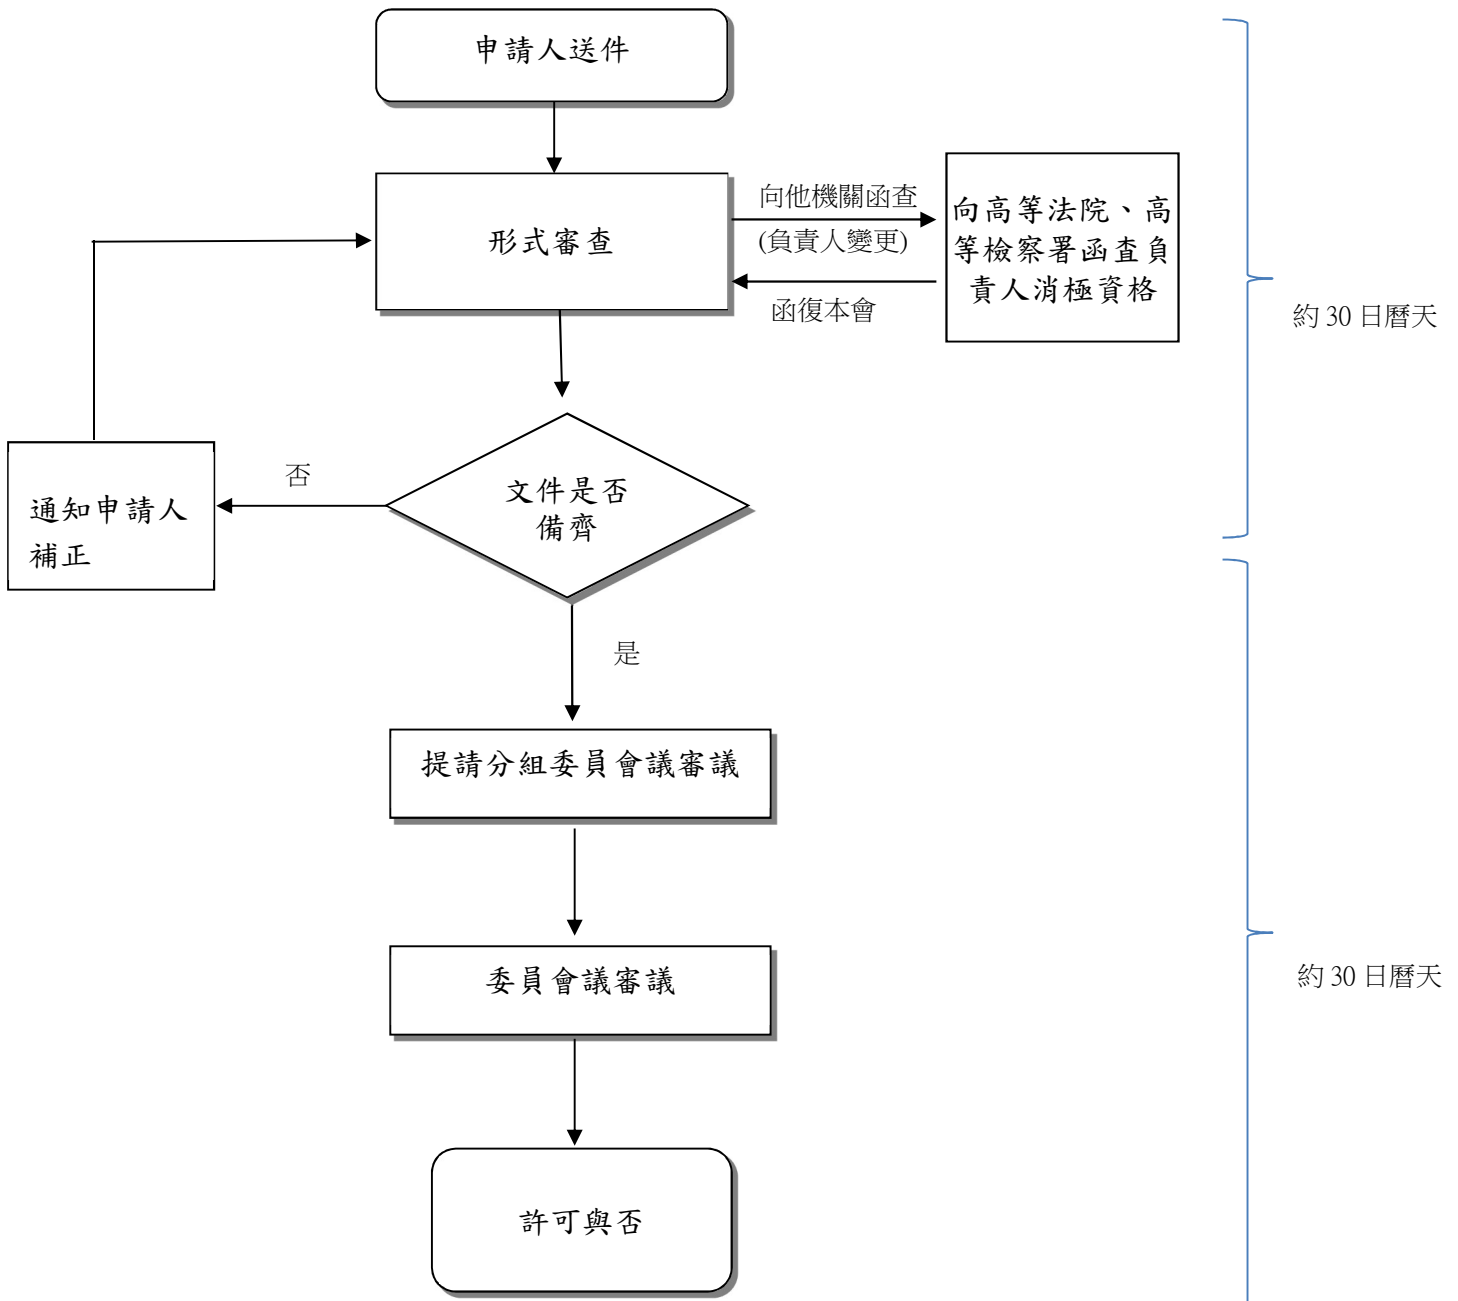 申請人送件
形式審查
向他機關函查
(負責人變更)
函復本會
向高等法院、高
等檢察署函查負
責人消極資格
約 30 日曆天
文件是否
備齊
否
通知申請人
補正
是
提請分組委員會議審議
委員會議審議
約 30 日曆天
許可與否